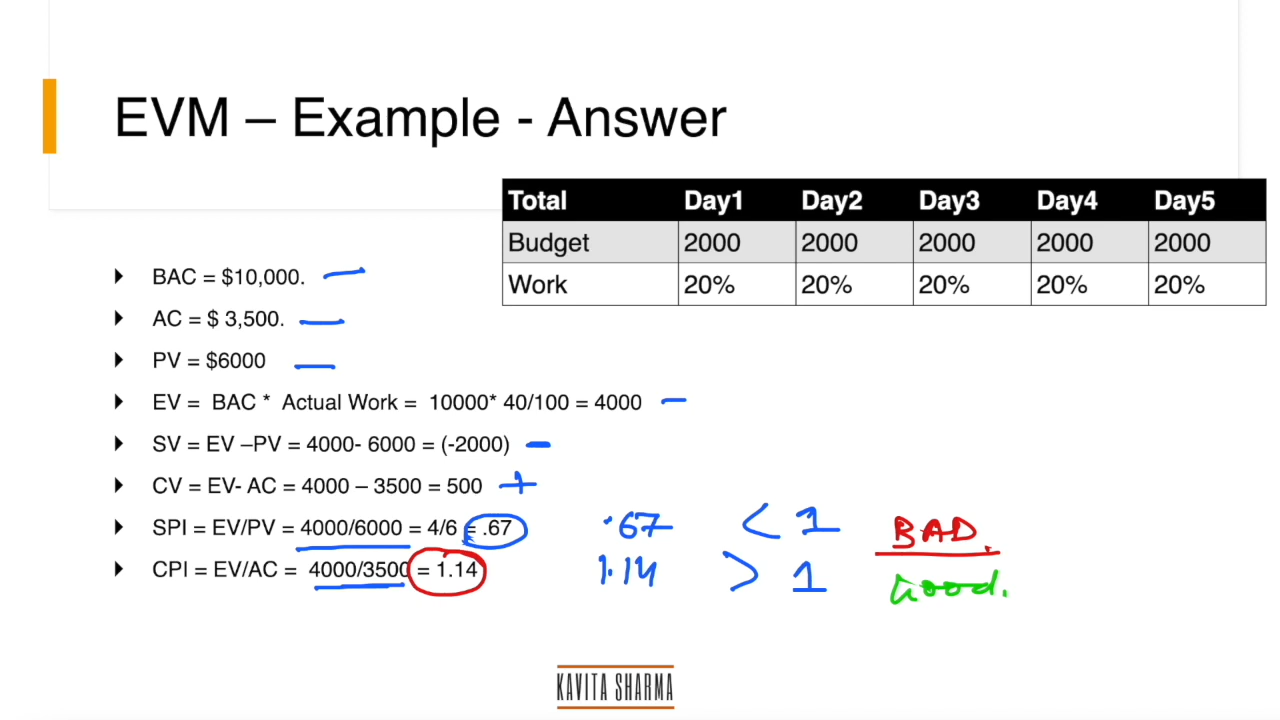 EVM – Example - Answer
Total Day1 Day2 Day3 Day4 Day5
Budget 2000 2000 2000 2000 2000
Work 20% 20% 20% 20% 20%
BAC = $10,000.
AC = $ 3,500.
PV = $6000
EV = BAC * Actual Work = 10000* 40/100 = 4000
SV = EV –PV = 4000- 6000 = (-2000)
CV = EV- AC = 4000 – 3500 = 500 +
SPI = EV/PV = 4000/6000 = 4/6 = .67
.67 < 1 BAD.
CPI = EV/AC = 4000/3500 = 1.14
1.14 > 1 Good.
KAVITA SHARMA